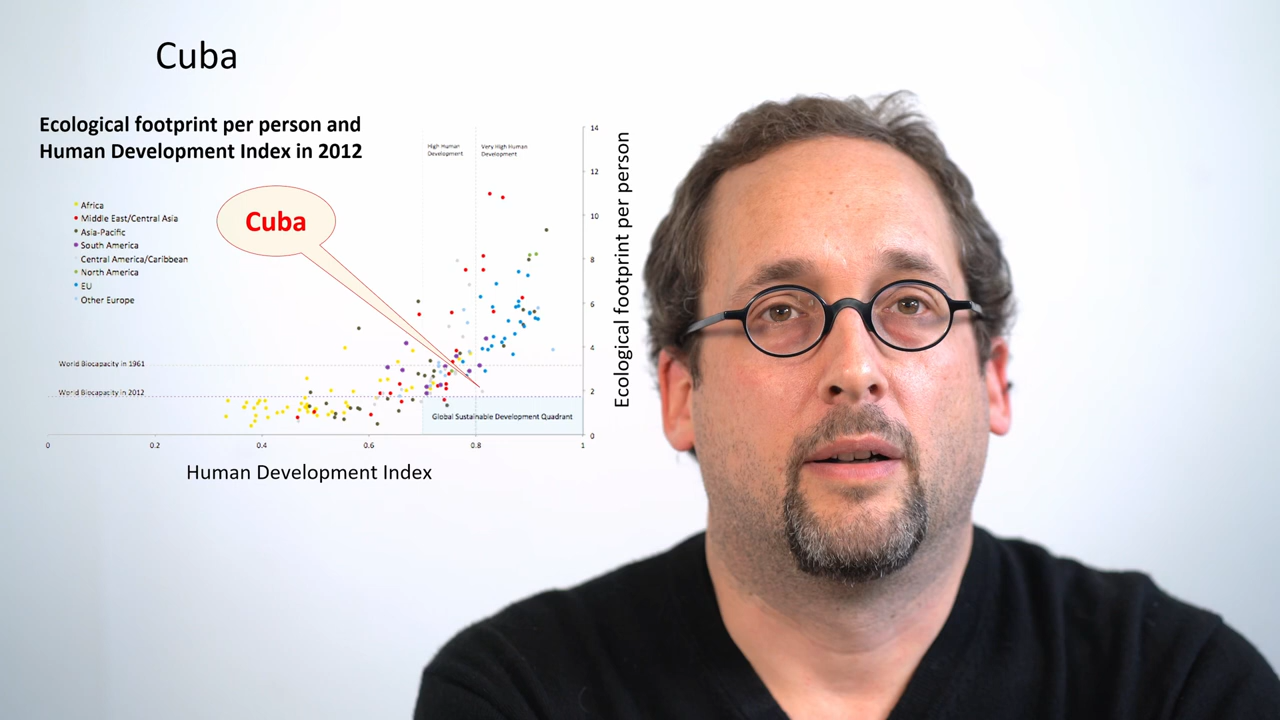 Cuba
Ecological footprint per person and
Human Development Index in 2012
Africa
Middle East/Central Asia
Asia-Pacific
South America
Central America/Caribbean
North America
EU
Other Europe
Cuba
High Human
Development
Very High Human
Development
14
12
10
8
6
4
2
0
Ecological footprint per person
World Biocapacity in 1961
World Biocapacity in 2012
Global Sustainable Development Quadrant
0
0.2
0.4
0.6
0.8
1
Human Development Index